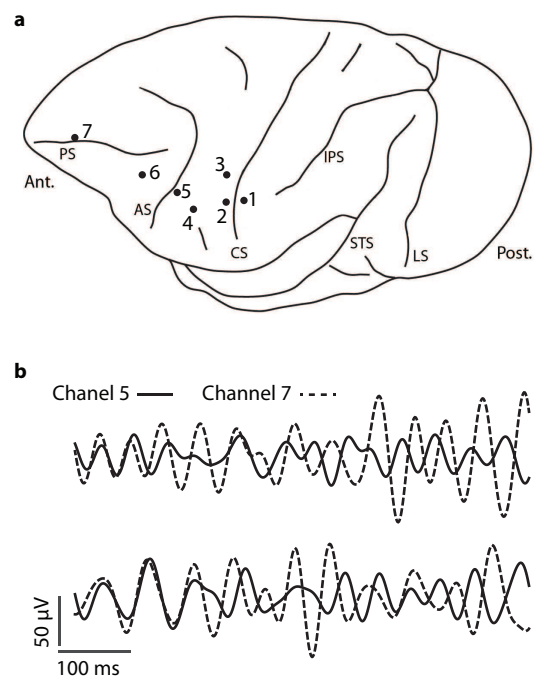 a
7
PS
3
IPS
6
Ant.
5
1
AS
4
2
STS
CS
LS
Post.
b
Chanel 5
Channel 7
50 µV
100 ms